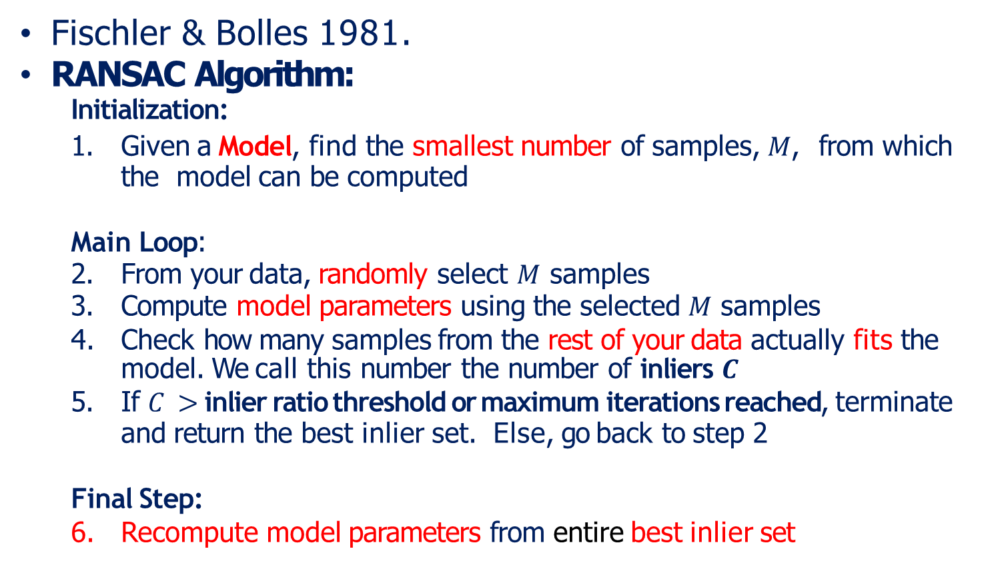 • Fischler & Bolles 1981.
• RANSAC Algorithm:
Initialization:
1. Given a Model, find the smallest number of samples, M, from which
the model can be computed
Main Loop:
2. From your data, randomly select M samples
3. Compute model parameters using the selected M samples
4. Check how many samples from the rest of your data actually fits the
model. We call this number the number of inliers C
5. If C > inlier ratio threshold or maximum iterations reached, terminate
and return the best inlier set. Else, go back to step 2
Final Step:
6. Recompute model parameters from entire best inlier set